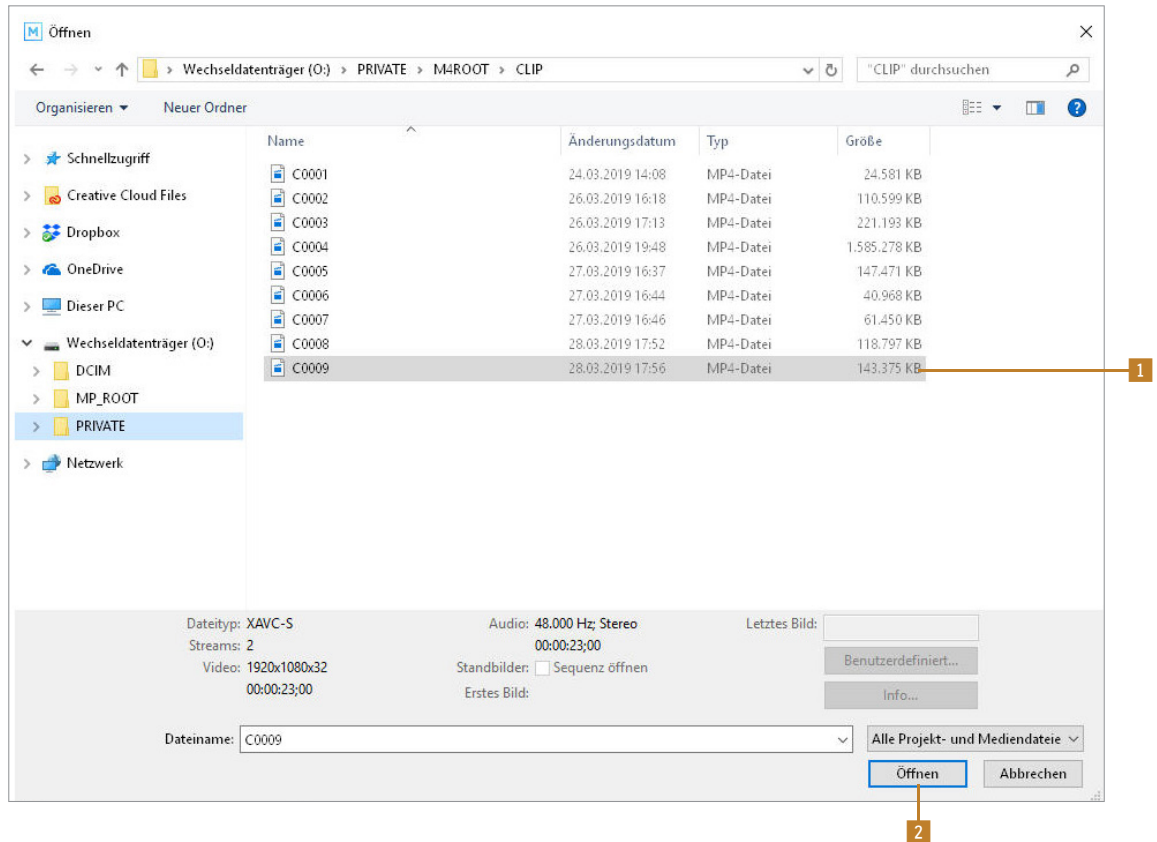 M Öffnen
Wechseldatenträger (O:) > PRIVATE > M4ROOT > CLIP
"CLIP" durchsuchen
Organisieren
Neuer Ordner
Name Änderungsdatum Typ Größe
Schnellzugriff
Creative Cloud Files
Dropbox
OneDrive
Dieser PC
Wechseldatenträger (O:)
DCIM
MP_ROOT
PRIVATE
Netzwerk
C0001 24.03.2019 14:08 MP4-Datei 24.581 KB
C0002 26.03.2019 16:18 MP4-Datei 110.599 KB
C0003 26.03.2019 17:13 MP4-Datei 221.193 KB
C0004 26.03.2019 19:48 MP4-Datei 1.585.278 KB
C0005 27.03.2019 16:37 MP4-Datei 147.471 KB
C0006 27.03.2019 16:44 MP4-Datei 40.968 KB
C0007 27.03.2019 16:46 MP4-Datei 61.450 KB
C0008 28.03.2019 17:52 MP4-Datei 118.797 KB
C0009 28.03.2019 17:56 MP4-Datei 143.375 KB
1
Dateityp: XAVC-S
Streams: 2
Video: 1920x1080x32
00:00:23;00
Audio: 48.000 Hz; Stereo
00:00:23;00
Standbilder: Sequenz öffnen
Erstes Bild:
Letztes Bild:
Benutzerdefiniert...
Info...
Dateiname: C0009
Alle Projekt- und Mediendateie
Öffnen
Abbrechen
2